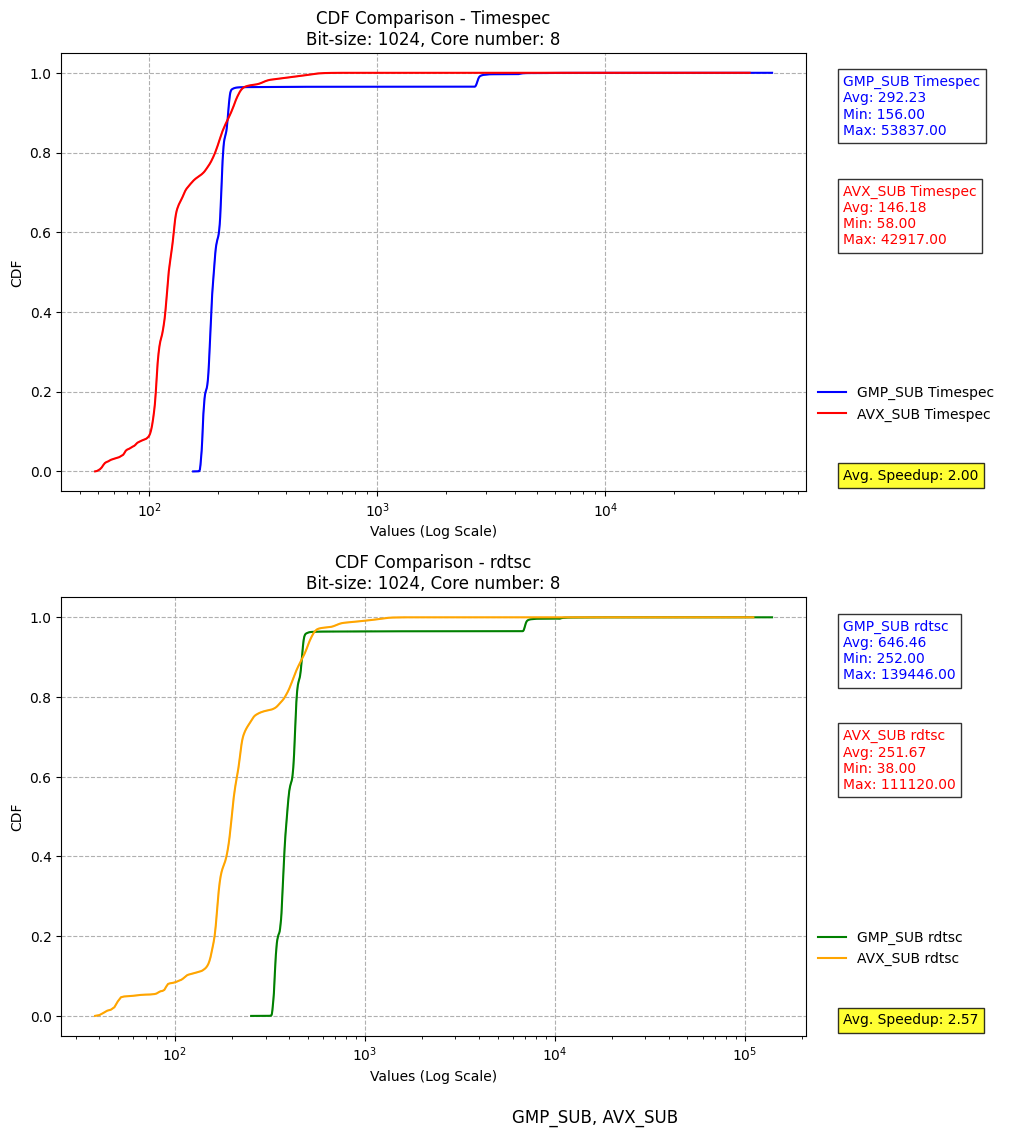 CDF Comparison - Timespec
Bit-size: 1024, Core number: 8
1.0
0.8
0.6
0.4
0.2
0.0
CDF
10²
10³
10⁴
Values (Log Scale)
GMP_SUB Timespec
Avg: 292.23
Min: 156.00
Max: 53837.00
AVX_SUB Timespec
Avg: 146.18
Min: 58.00
Max: 42917.00
GMP_SUB Timespec
AVX_SUB Timespec
Avg. Speedup: 2.00
CDF Comparison - rdtsc
Bit-size: 1024, Core number: 8
1.0
0.8
0.6
0.4
0.2
0.0
CDF
10²
10³
10⁴
10⁵
Values (Log Scale)
GMP_SUB rdtsc
Avg: 646.46
Min: 252.00
Max: 139446.00
AVX_SUB rdtsc
Avg: 251.67
Min: 38.00
Max: 111120.00
GMP_SUB rdtsc
AVX_SUB rdtsc
Avg. Speedup: 2.57
GMP_SUB, AVX_SUB